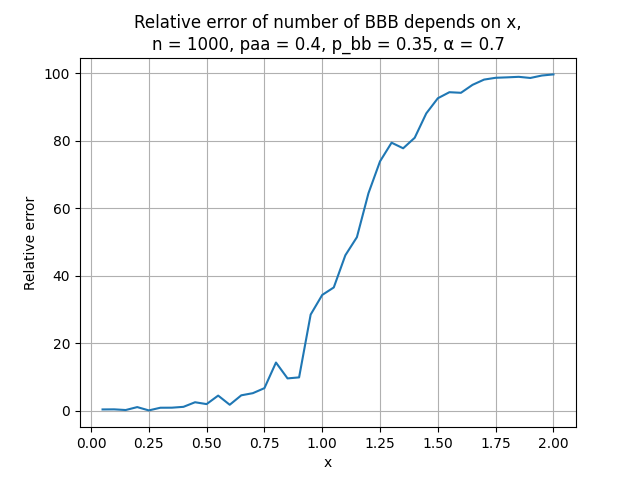 Relative error of number of BBB depends on x,
n = 1000, paa = 0.4, p_bb = 0.35, α = 0.7
Relative error
100
80
60
40
20
0
0.00 0.25 0.50 0.75 1.00 1.25 1.50 1.75 2.00
x